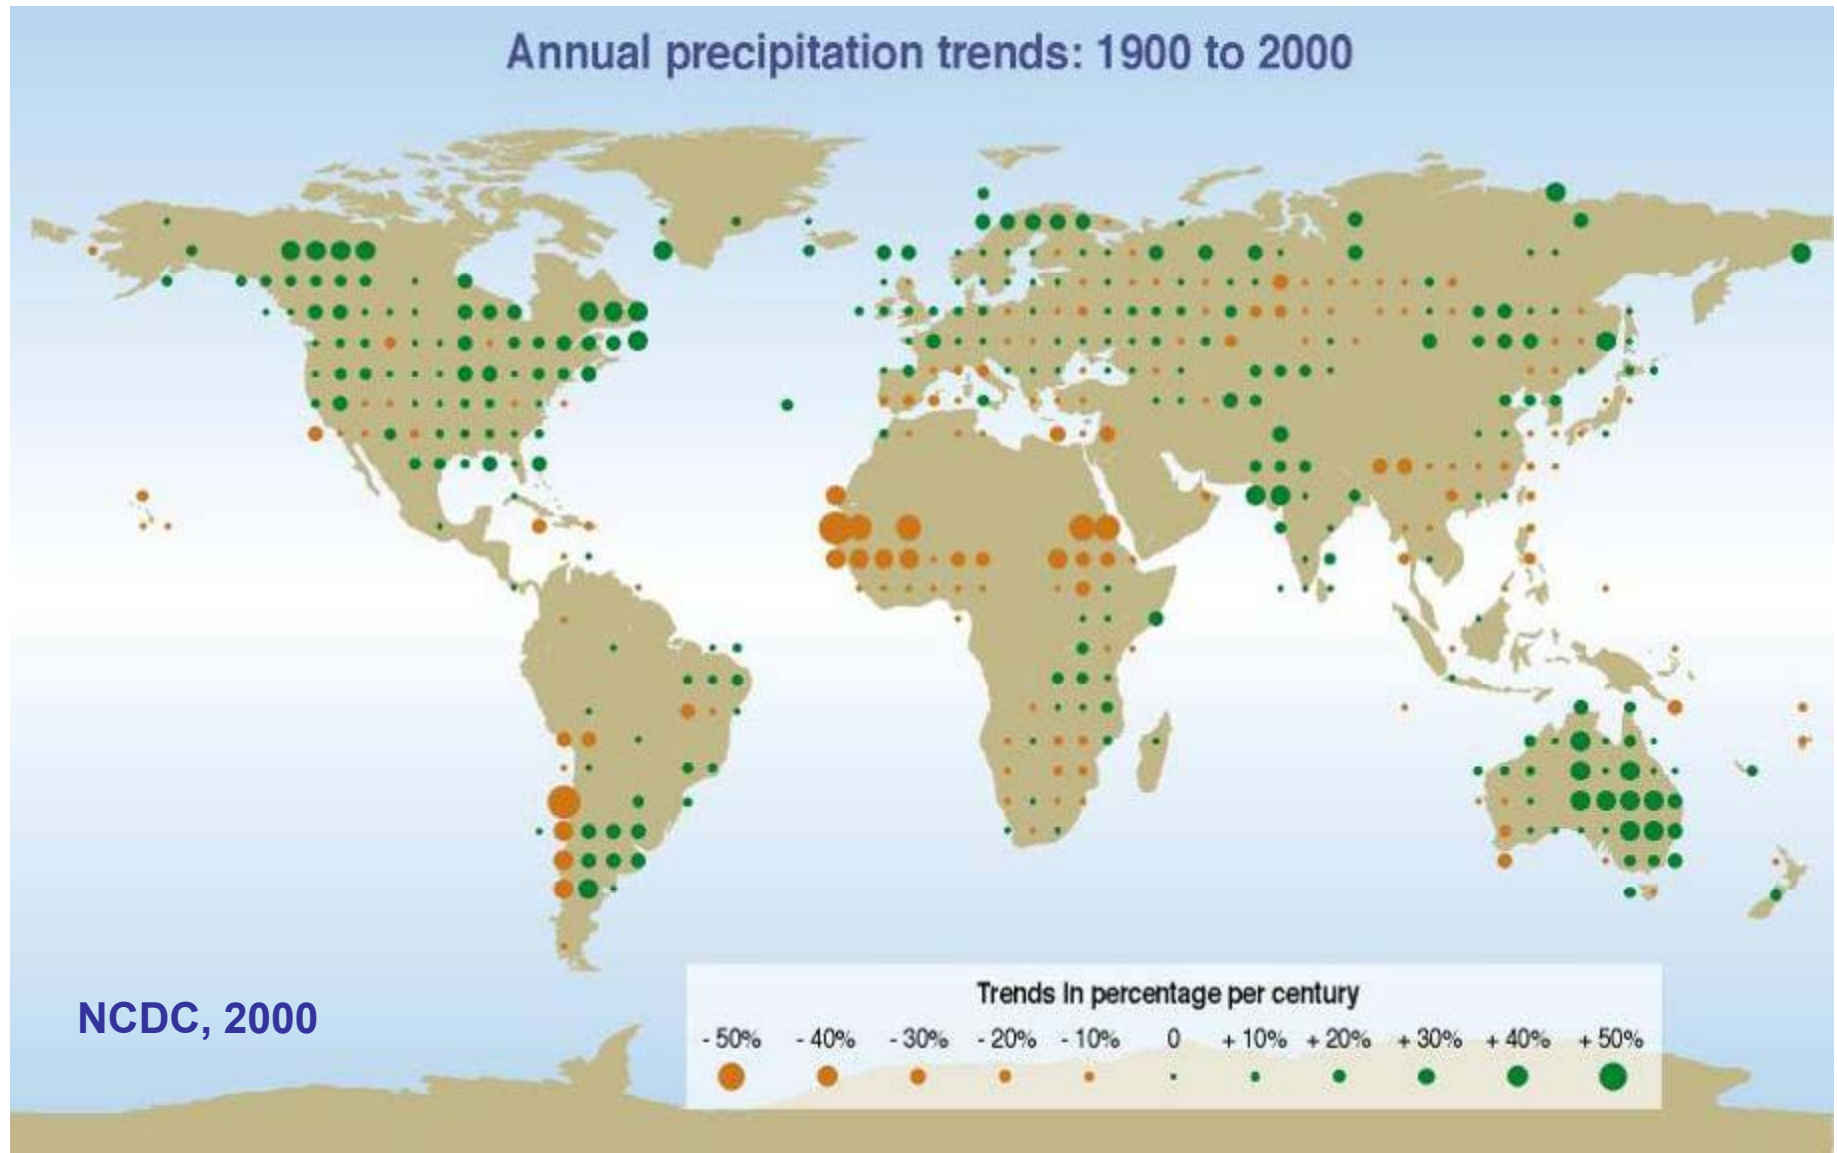 Annual precipitation trends: 1900 to 2000
NCDC, 2000
Trends In percentage per century
- 50% - 40% - 30% - 20% - 10% 0 + 10% + 20% + 30% + 40% + 50%